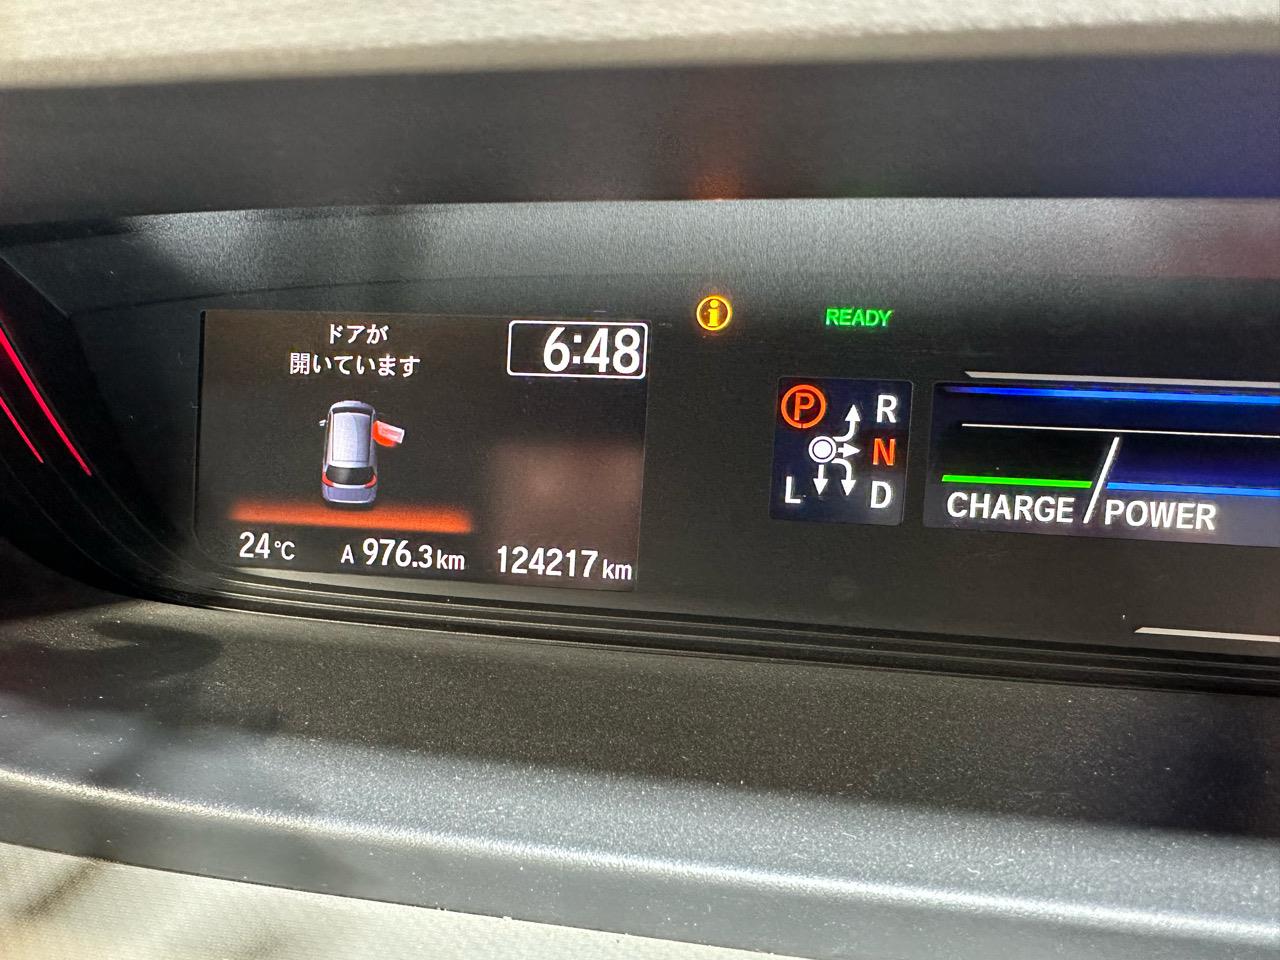 ドアが
開いています
6:48
24℃
A 976.3 km
124217 km
i
READY
P R
N
L D
CHARGE / POWER